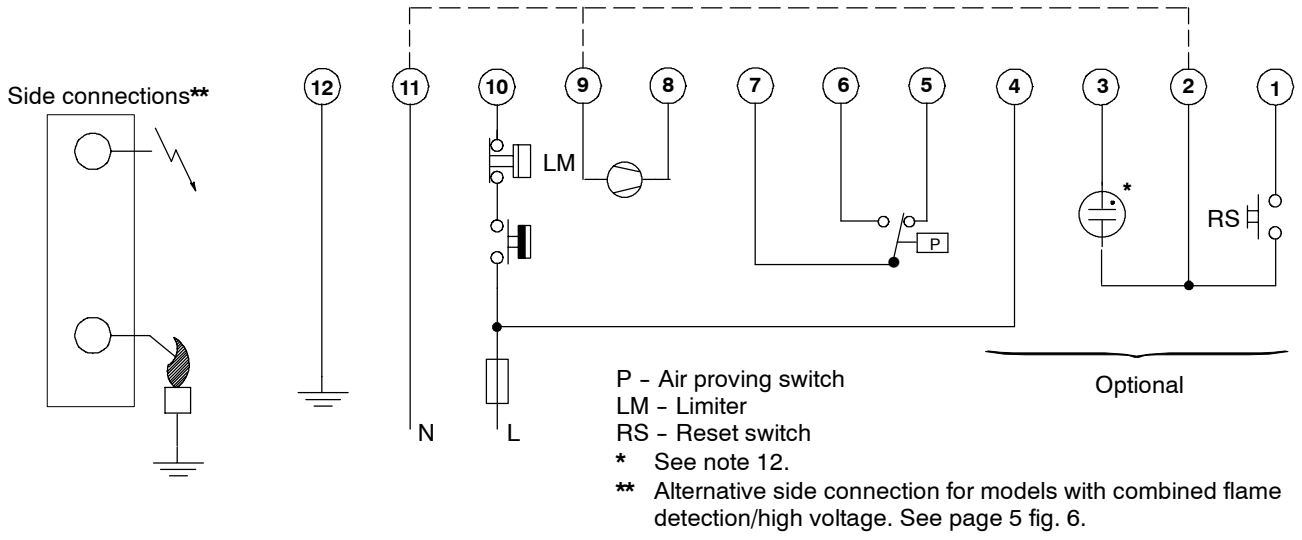 12 11 10 9 8 7 6 5 4 3 2 1
Side connections**
LM
*
RS
P
Optional
N L
P - Air proving switch
LM - Limiter
RS - Reset switch
* See note 12.
** Alternative side connection for models with combined flame
detection/high voltage. See page 5 fig. 6.